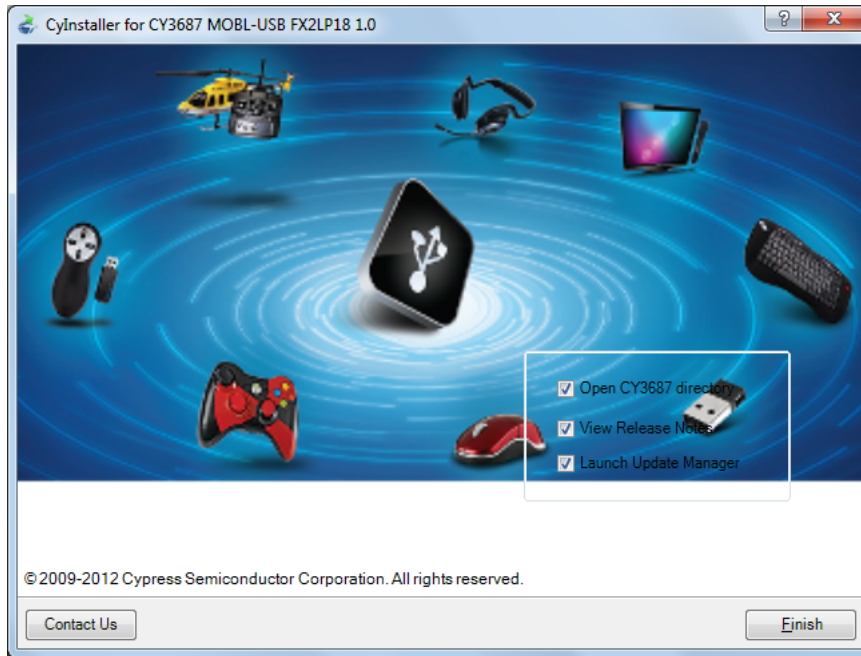 CyInstaller for CY3687 MOBL-USB FX2LP18 1.0
Open CY3687 directory
View Release Notes
Launch Update Manager
©2009-2012 Cypress Semiconductor Corporation. All rights reserved.
Contact Us
Finish